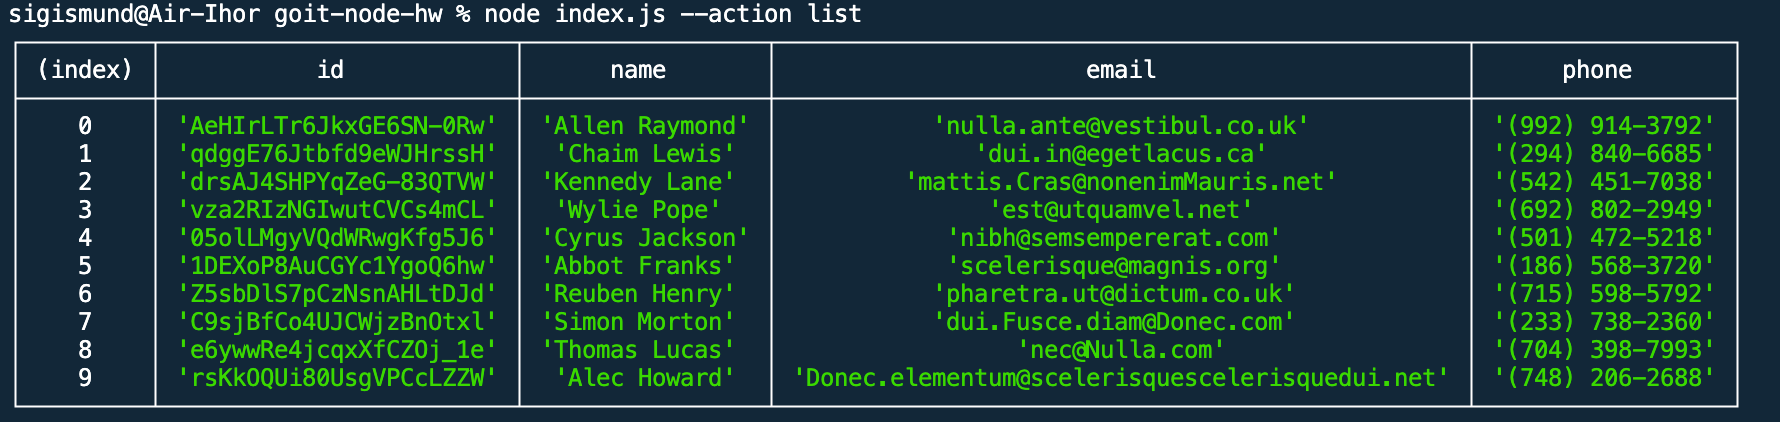 sigismund@Air-Ihor goit-node-hw % node index.js --action list
(index) id name email phone
0 'AeHIrLTr6JkxGE6SN-0Rw' 'Allen Raymond' 'nulla.ante@vestibul.co.uk' '(992) 914-3792'
1 'qdggE76Jtbfd9eWJHrssH' 'Chaim Lewis' 'dui.in@egetlacus.ca' '(294) 840-6685'
2 'drsAJ4SHPYqZeG-83QTVW' 'Kennedy Lane' 'mattis.Cras@nonenimMauris.net' '(542) 451-7038'
3 'vza2RIzNGIwutCVCs4mCL' 'Wylie Pope' 'est@utquamvel.net' '(692) 802-2949'
4 '05olLMgyVQdWRwgKfg5J6' 'Cyrus Jackson' 'nibh@semsempererat.com' '(501) 472-5218'
5 '1DEXoP8AuCGYc1YgoQ6hw' 'Abbot Franks' 'scelerisque@magnis.org' '(186) 568-3720'
6 'Z5sbDlS7pCzNsnAHLtDJd' 'Reuben Henry' 'pharetra.ut@dictum.co.uk' '(715) 598-5792'
7 'C9sjBfCo4UJCWjzBnOtxl' 'Simon Morton' 'dui.Fusce.diam@Donec.com' '(233) 738-2360'
8 'e6ywwRe4jcqxXfCZOj_1e' 'Thomas Lucas' 'nec@Nulla.com' '(704) 398-7993'
9 'rsKkOQUi80UsgVPCcLZZW' 'Alec Howard' 'Donec.elementum@scelerisquescelerisquedui.net' '(748) 206-2688'